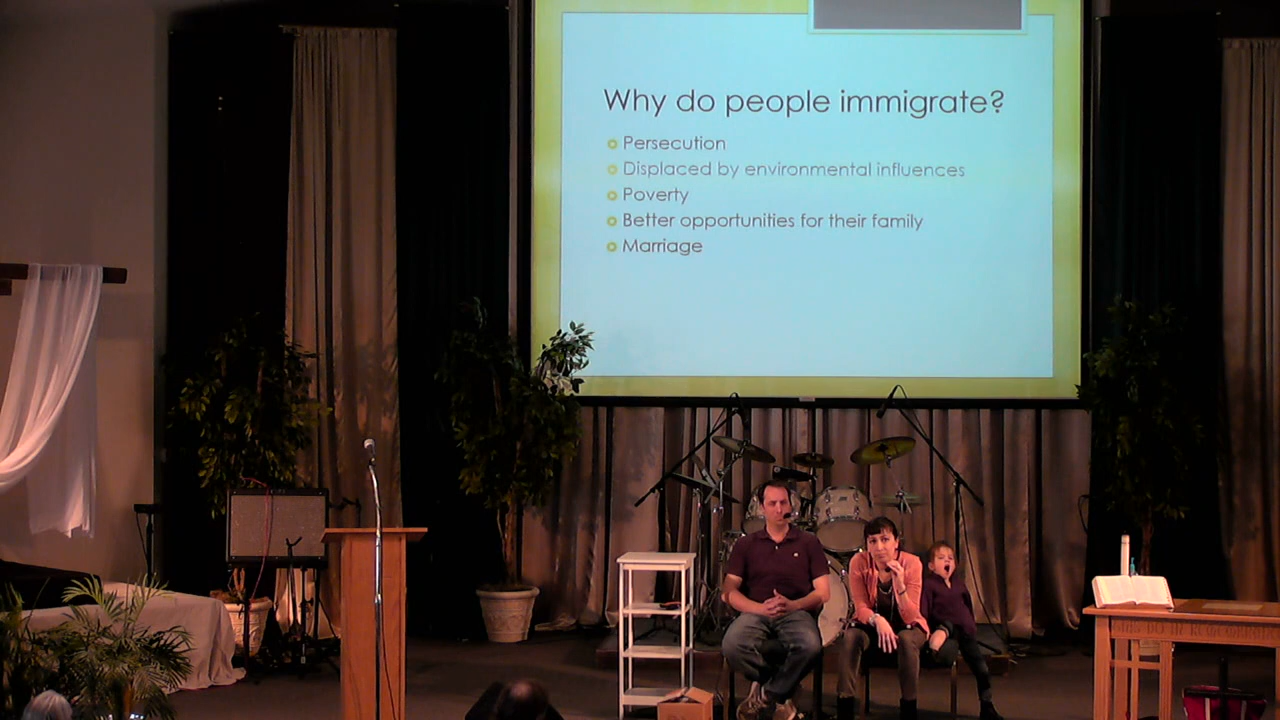 Why do people immigrate?
Persecution
Displaced by environmental influences
Poverty
Better opportunities for their family
Marriage